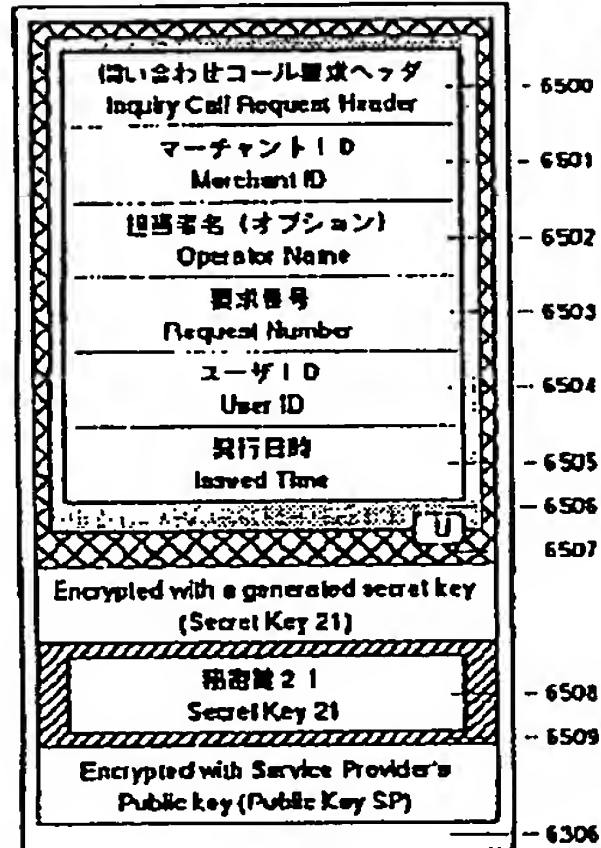 問い合わせコール要求ヘッダ
Inquiry Call Request Header
6500
マーチャントID
Merchant ID
6501
担当者名 (オプション)
Operator Name
6502
要求番号
Request Number
6503
ユーザID
User ID
6504
発行日時
Issued Time
6505
6506
U
6507
Encrypted with a generated secret key
(Secret Key 21)
秘密鍵21
Secret Key 21
6508
6509
Encrypted with Service Provider's
Public key (Public Key SP)
6306